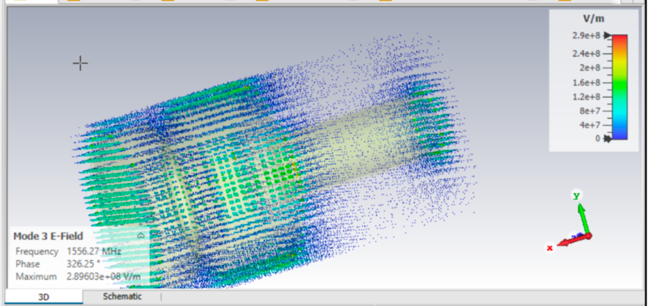 V/m
2.9e+8
2.4e+8
2e+8
1.6e+8
1.2e+8
8e+7
4e+7
0
y
x
Mode 3 E-Field
Frequency 1556.27 MHz
Phase 326.25 °
Maximum 2.89603e+08 V/m
3D Schematic